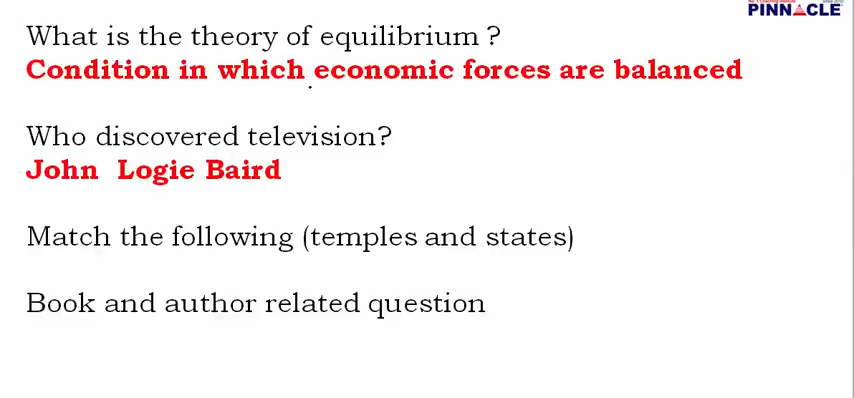 PINNACLE
What is the theory of equilibrium ?
Condition in which economic forces are balanced
Who discovered television?
John Logie Baird
Match the following (temples and states)
Book and author related question